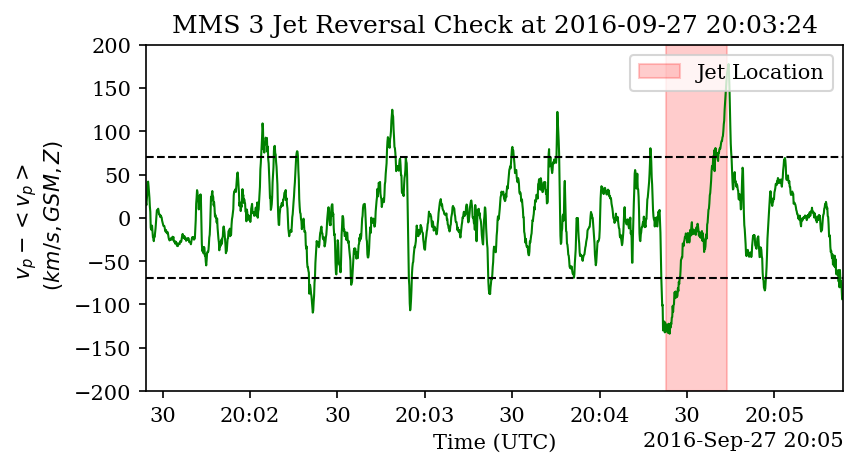 MMS 3 Jet Reversal Check at 2016-09-27 20:03:24
v_p - <v_p>
(km/s, GSM, Z)
200
150
100
50
0
−50
−100
−150
−200
Jet Location
30
20:02
30
20:03
30
20:04
30
20:05
Time (UTC)
2016-Sep-27 20:05